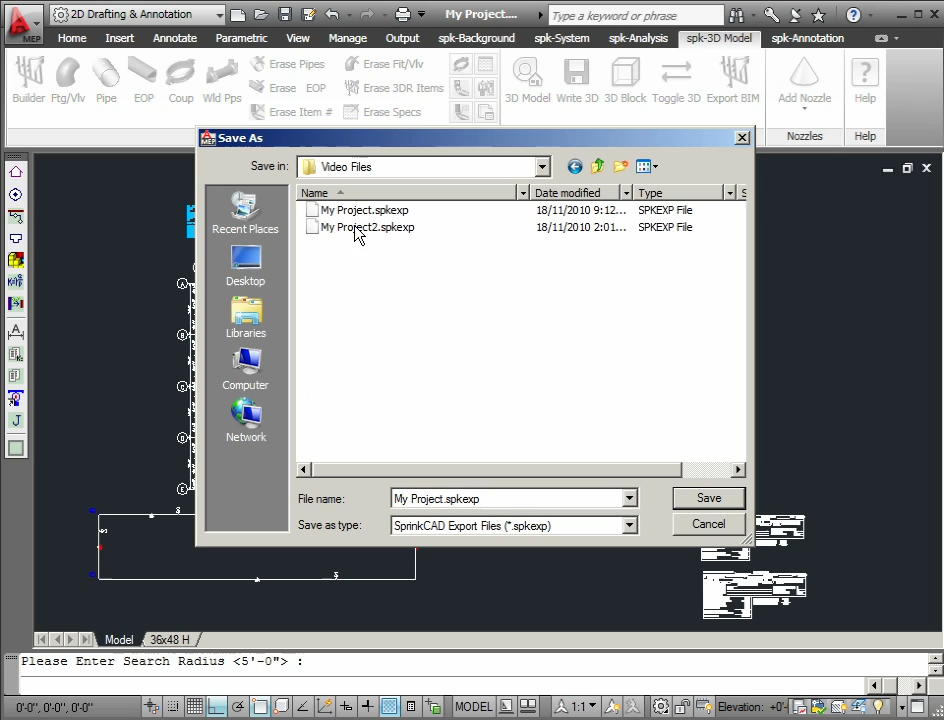 2D Drafting & Annotation
My Project....
Type a keyword or phrase
MEP
Home Insert Annotate Parametric View Manage Output spk-Background spk-System spk-Analysis spk-3D Model spk-Annotation
Erase Pipes Erase Fit/Vlv
Erase EOP Erase 3DR Items
Erase Item # Erase Specs
Builder Ftg/Vlv Pipe EOP Coup Wld Pps 3D Model Write 3D 3D Block Toggle 3D Export BIM Add Nozzle Help
Nozzles Help
Save As
Save in: Video Files
Name Date modified Type S
My Project.spkexp 18/11/2010 9:12... SPKEXP File
My Project2.spkexp 18/11/2010 2:01... SPKEXP File
Recent Places
Desktop
Libraries
Computer
Network
File name: My Project.spkexp Save
Save as type: SprinkCAD Export Files (*.spkexp) Cancel
Model 36x48 H
Please Enter Search Radius <5'-0"> :
0'-0", 0'-0", 0'-0" MODEL 1:1 Elevation: +0'-